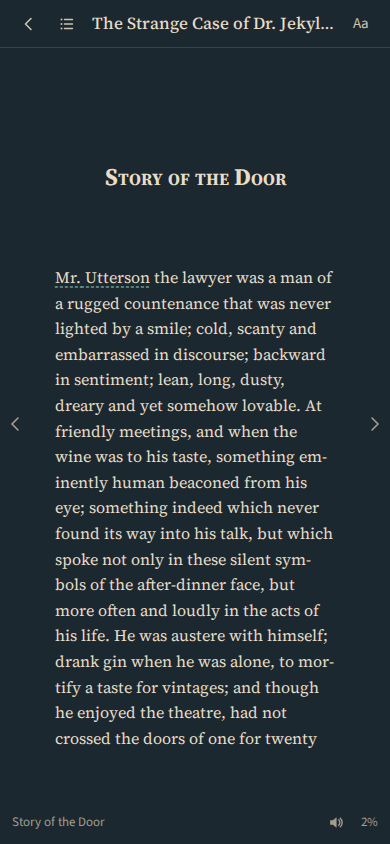 The Strange Case of Dr. Jekyl...
Aa
Story of the Door
Mr. Utterson the lawyer was a man of
a rugged countenance that was never
lighted by a smile; cold, scanty and
embarrassed in discourse; backward
in sentiment; lean, long, dusty,
dreary and yet somehow lovable. At
friendly meetings, and when the
wine was to his taste, something em-
inently human beaconed from his
eye; something indeed which never
found its way into his talk, but which
spoke not only in these silent sym-
bols of the after-dinner face, but
more often and loudly in the acts of
his life. He was austere with himself;
drank gin when he was alone, to mor-
tify a taste for vintages; and though
he enjoyed the theatre, had not
crossed the doors of one for twenty
Story of the Door
2%